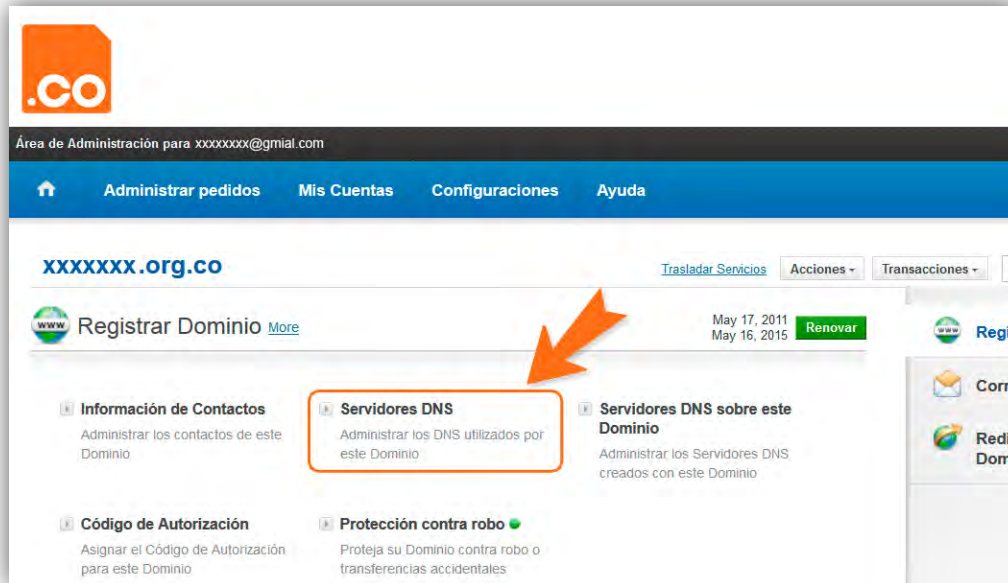 .co
Área de Administración para xxxxxxxx@gmial.com
Administrar pedidos Mis Cuentas Configuraciones Ayuda
xxxxxxx.org.co
Trasladar Servicios Acciones Transacciones
www Registrar Dominio More
May 17, 2011
May 16, 2015
Renovar
Información de Contactos
Administrar los contactos de este
Dominio
Servidores DNS
Administrar los DNS utilizados por
este Dominio
Servidores DNS sobre este
Dominio
Administrar los Servidores DNS
creados con este Dominio
Código de Autorización
Asignar el Código de Autorización
para este Dominio
Protección contra robo
Proteja su Dominio contra robo o
transferencias accidentales
www